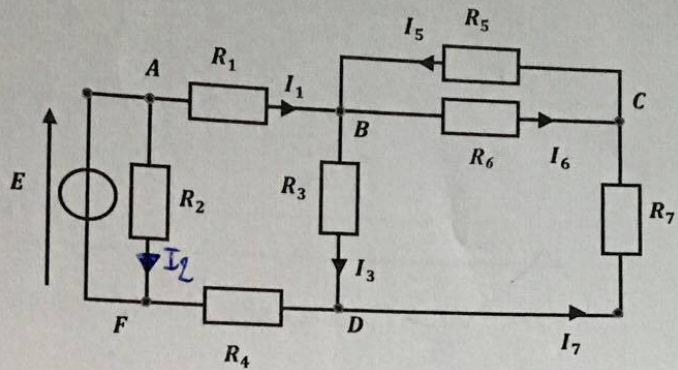 I₅ R₅
A R₁ I₁ C
B R₆ I₆
E R₂ R₃ R₇
I₂ I₃
F R₄ D I₇